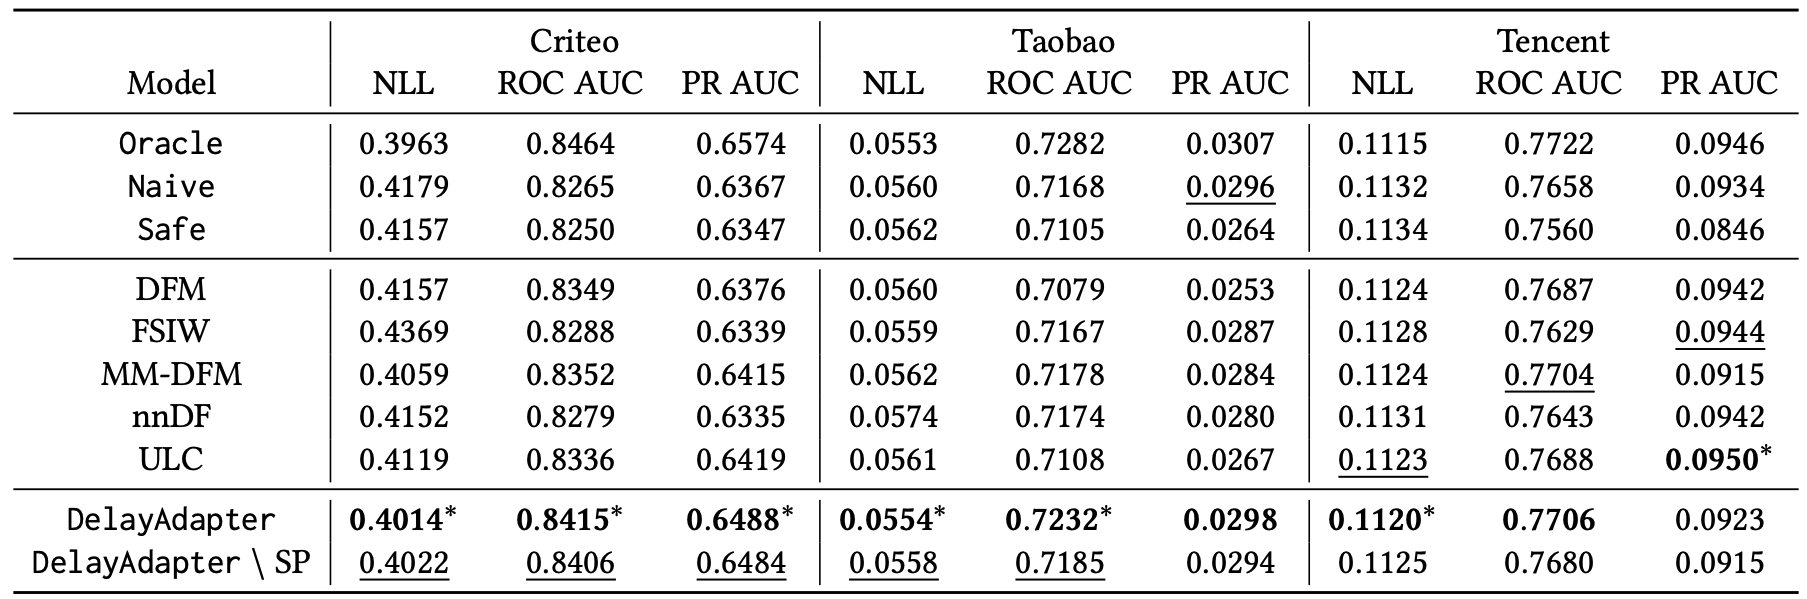 Criteo Taobao Tencent
Model NLL ROC AUC PR AUC NLL ROC AUC PR AUC NLL ROC AUC PR AUC
Oracle 0.3963 0.8464 0.6574 0.0553 0.7282 0.0307 0.1115 0.7722 0.0946
Naive 0.4179 0.8265 0.6367 0.0560 0.7168 0.0296 0.1132 0.7658 0.0934
Safe 0.4157 0.8250 0.6347 0.0562 0.7105 0.0264 0.1134 0.7560 0.0846
DFM 0.4157 0.8349 0.6376 0.0560 0.7079 0.0253 0.1124 0.7687 0.0942
FSIW 0.4369 0.8288 0.6339 0.0559 0.7167 0.0287 0.1128 0.7629 0.0944
MM-DFM 0.4059 0.8352 0.6415 0.0562 0.7178 0.0284 0.1124 0.7704 0.0915
nnDF 0.4152 0.8279 0.6335 0.0574 0.7174 0.0280 0.1131 0.7643 0.0942
ULC 0.4119 0.8336 0.6419 0.0561 0.7108 0.0267 0.1123 0.7688 0.0950*
DelayAdapter 0.4014* 0.8415* 0.6488* 0.0554* 0.7232* 0.0298 0.1120* 0.7706 0.0923
DelayAdapter \ SP 0.4022 0.8406 0.6484 0.0558 0.7185 0.0294 0.1125 0.7680 0.0915